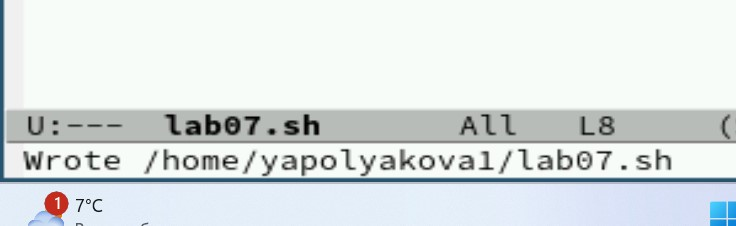 U:---  lab07.sh  All  L8  (
Wrote /home/yapolyakova1/lab07.sh
1
7°C